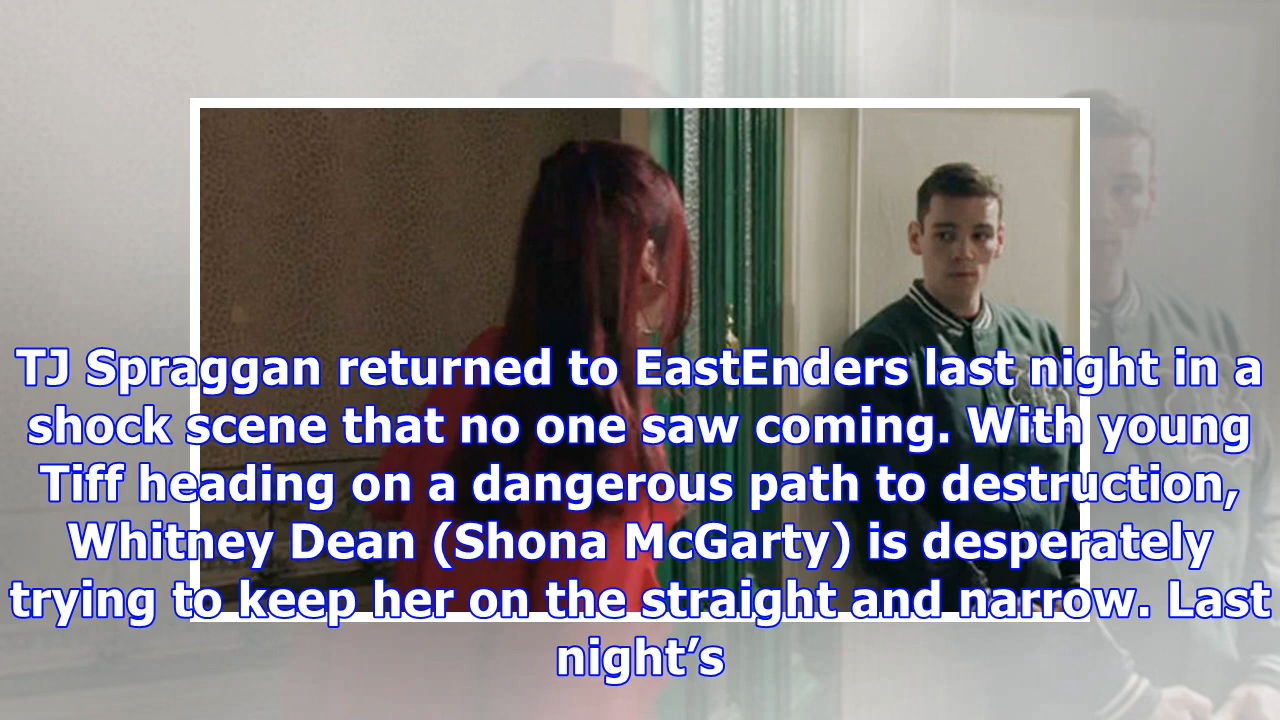 TJ Spraggan returned to EastEnders last night in a
shock scene that no one saw coming. With young
Tiff heading on a dangerous path to destruction,
Whitney Dean (Shona McGarty) is desperately
trying to keep her on the straight and narrow. Last
night’s